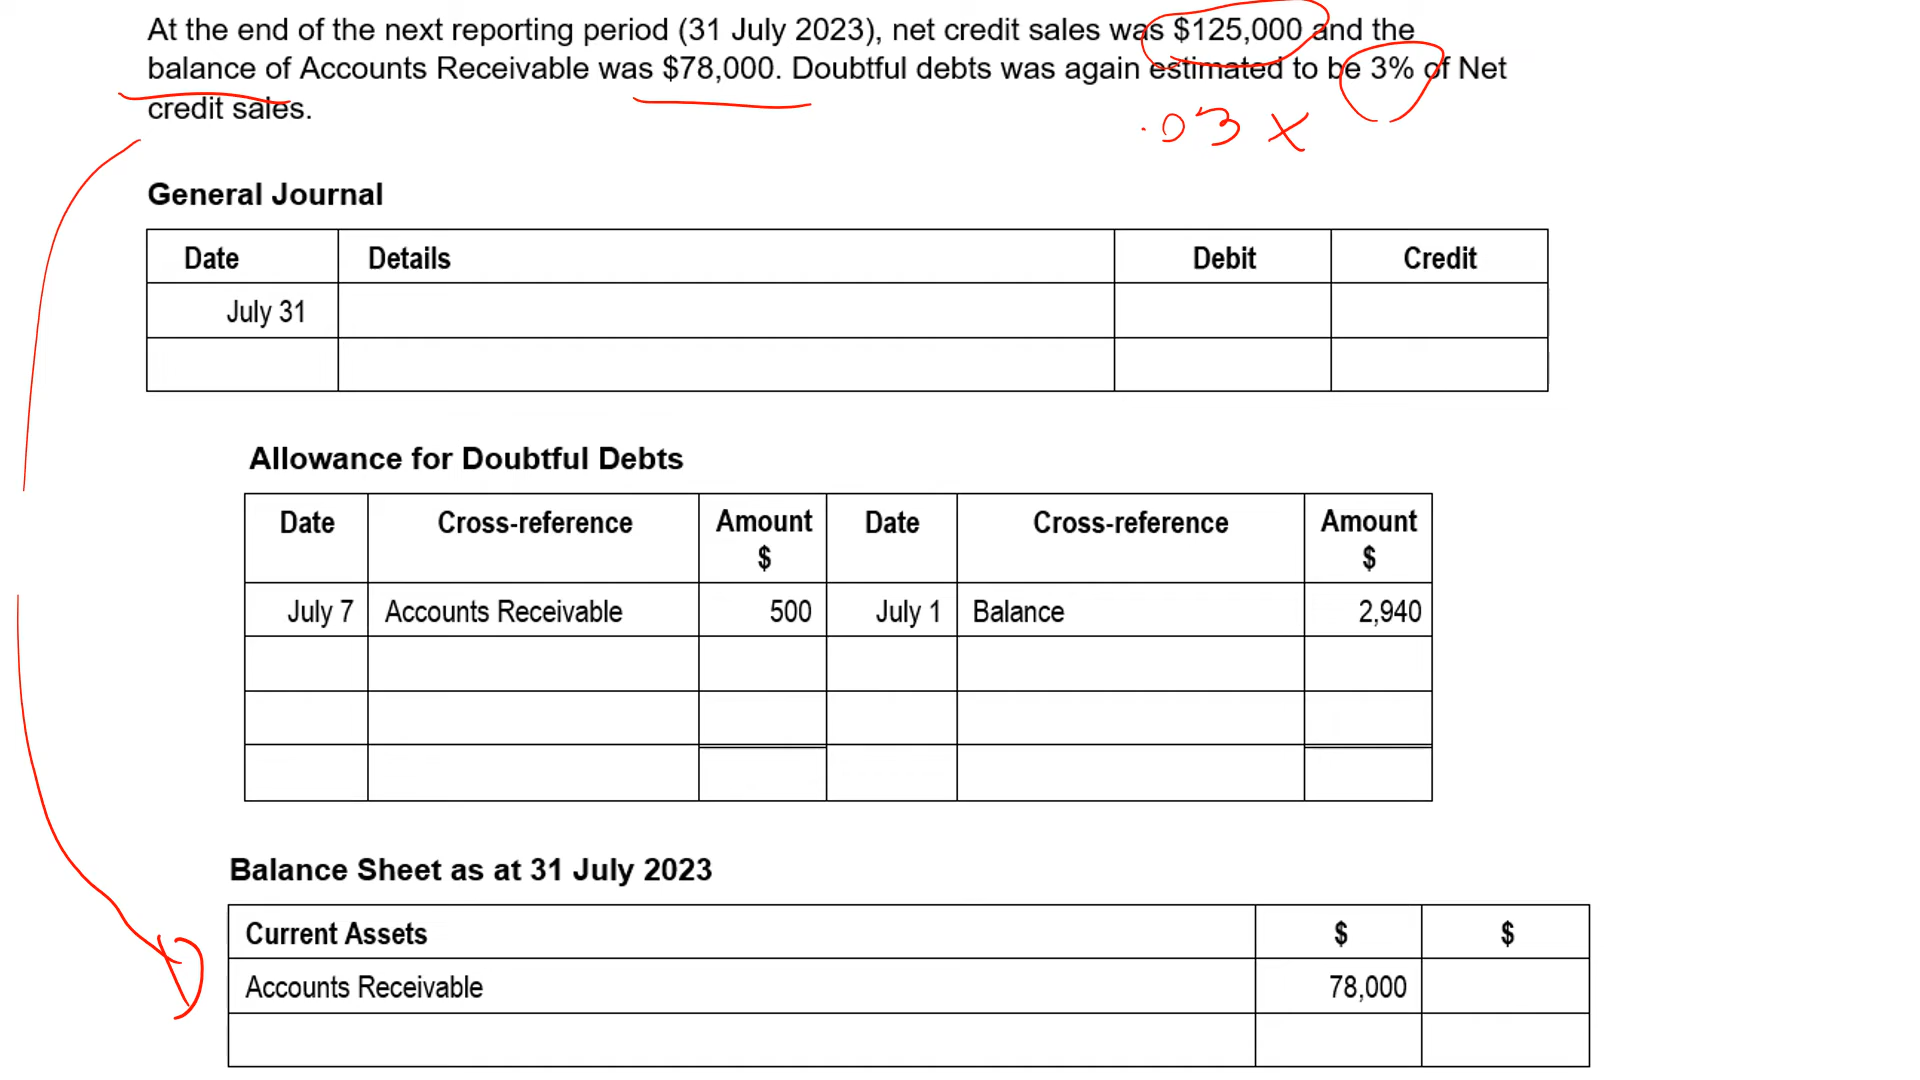 At the end of the next reporting period (31 July 2023), net credit sales was $125,000 and the
balance of Accounts Receivable was $78,000. Doubtful debts was again estimated to be 3% of Net
credit sales.
.03 x
General Journal
Date Details Debit Credit
July 31
Allowance for Doubtful Debts
Date Cross-reference Amount $ Date Cross-reference Amount $
July 7 Accounts Receivable 500 July 1 Balance 2,940
Balance Sheet as at 31 July 2023
Current Assets $ $
Accounts Receivable 78,000